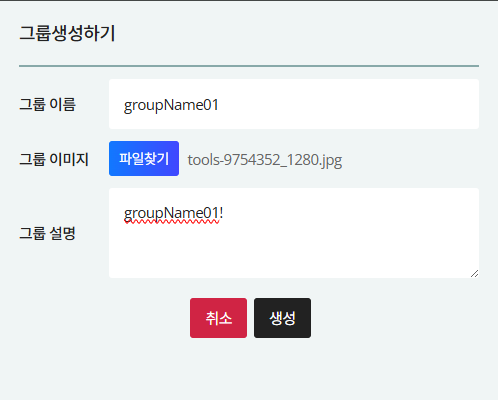 그룹생성하기
그룹 이름 groupName01
그룹 이미지 파일찾기 tools-9754352_1280.jpg
그룹 설명 groupName01!
취소 생성